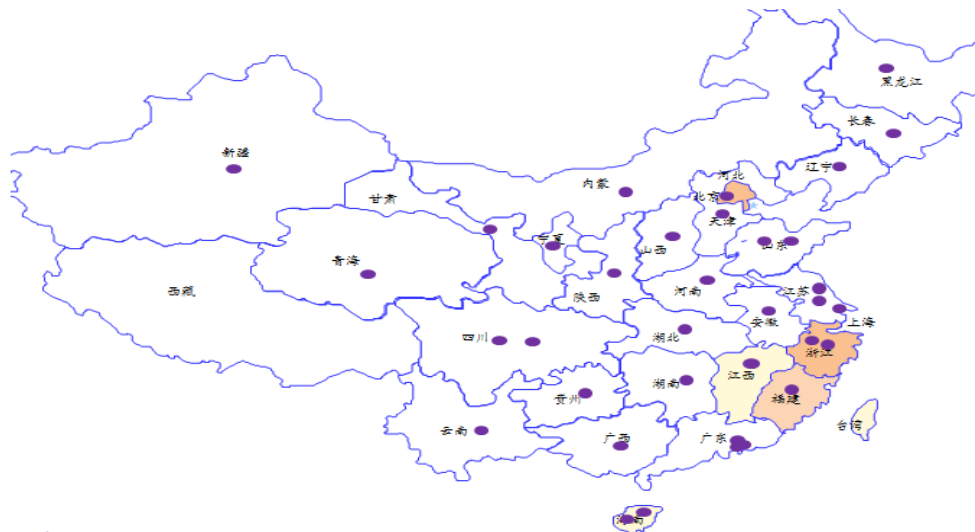 黑龙江
长春
新疆
辽宁
河北
内蒙
甘肃
北京
天津
宁夏
山西
山东
青海
河南
西藏
陕西
江苏
安徽
上海
四川
湖北
浙江
江西
湖南
贵州
福建
台湾
云南
广西
广东
海南